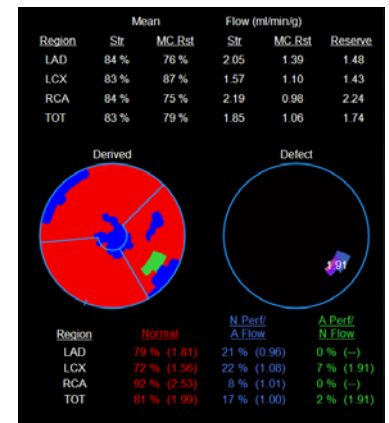 Mean Flow (ml/min/g)
Region Str MC.Rst Str MC.Rst Reserve
LAD 84 % 76 % 2.05 1.39 1.48
LCX 83 % 87 % 1.57 1.10 1.43
RCA 84 % 75 % 2.19 0.98 2.24
TOT 83 % 79 % 1.85 1.06 1.74
Derived Defect
1.91
N Perf/ A Perf/
Region Normal A Flow N Flow
LAD 79 % (1.81) 21 % (0.96) 0 % (--)
LCX 72 % (1.56) 22 % (1.08) 7 % (1.91)
RCA 92 % (2.53) 8 % (1.01) 0 % (--)
TOT 81 % (1.99) 17 % (1.00) 2 % (1.91)